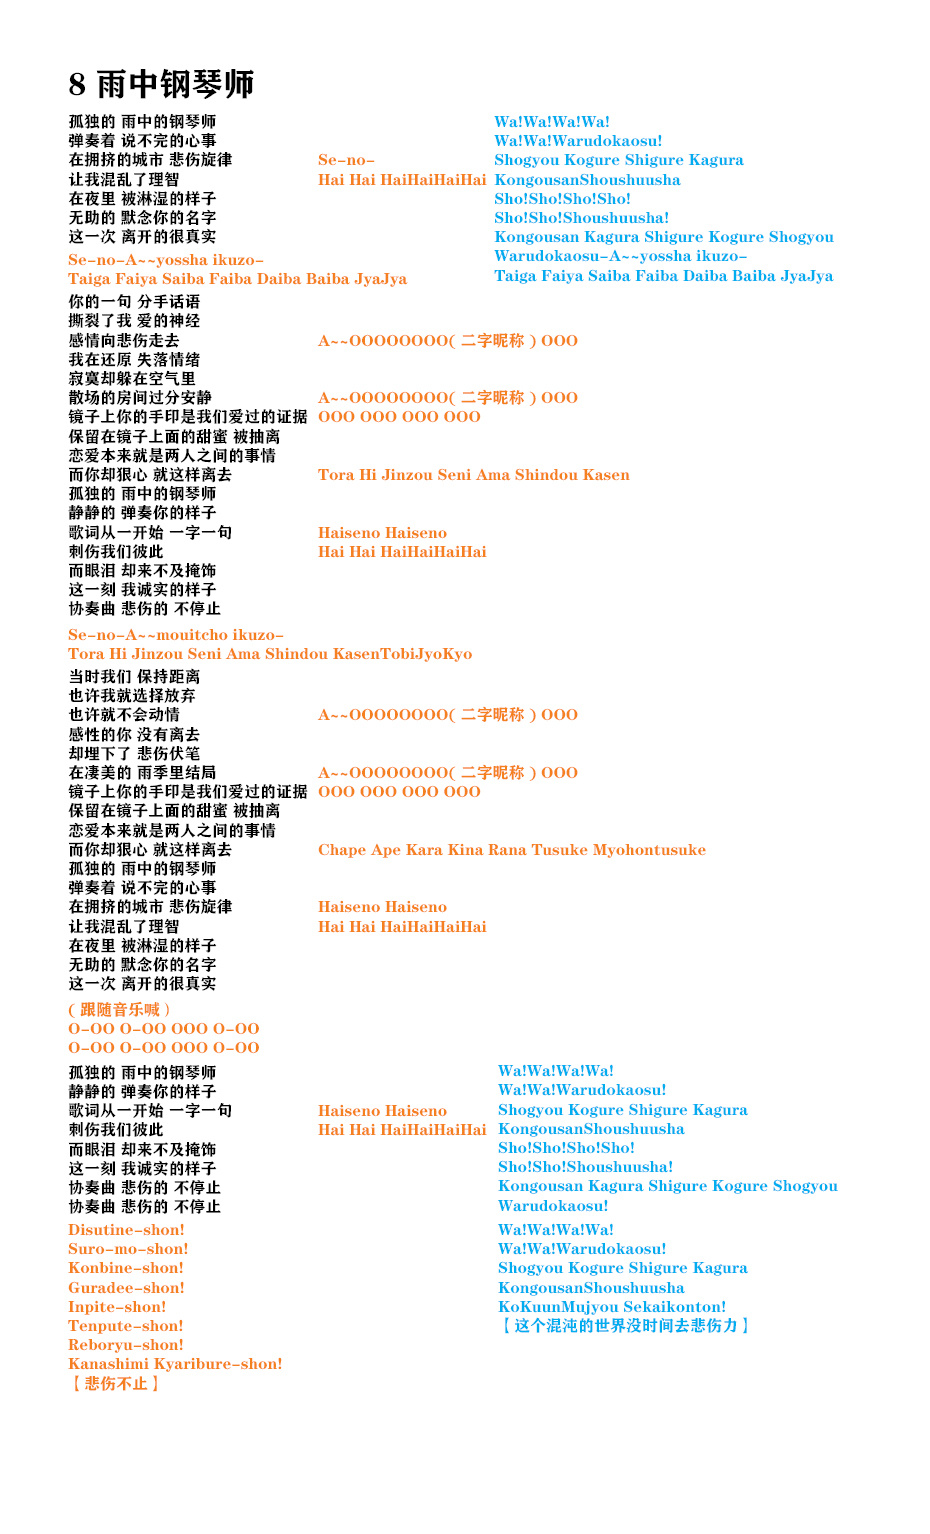 8 雨中钢琴师
孤独的 雨中的钢琴师 Wa!Wa!Wa!Wa!
弹奏着 说不完的心事 Wa!Wa!Warudokaosu!
在拥挤的城市 悲伤旋律 Se-no- Shogyou Kogure Shigure Kagura
让我混乱了理智 Hai Hai HaiHaiHaiHai KongousanShoushuusha
在夜里 被淋湿的样子 Sho!Sho!Sho!Sho!
无助的 默念你的名字 Sho!Sho!Shoushuusha!
这一次 离开的很真实 Kongousan Kagura Shigure Kogure Shogyou
Se-no-A~~yossha ikuzo- Warudokaosu-A~~yossha ikuzo-
Taiga Faiya Saiba Faiba Daiba Baiba JyaJya Taiga Faiya Saiba Faiba Daiba Baiba JyaJya
你的一句 分手话语
撕裂了我 爱的神经
感情向悲伤走去 A~~OOOOOOOO( 二字昵称 ) OOO
我在还原 失落情绪
寂寞却躲在空气里
散场的房间过分安静 A~~OOOOOOOO( 二字昵称 ) OOO
镜子上你的手印是我们爱过的证据 OOO OOO OOO OOO
保留在镜子上面的甜蜜 被抽离
恋爱本来就是两人之间的事情
而你却狠心 就这样离去 Tora Hi Jinzou Seni Ama Shindou Kasen
孤独的 雨中的钢琴师
静静的 弹奏你的样子
歌词从一开始 一字一句 Haiseno Haiseno
刺伤我们彼此 Hai Hai HaiHaiHaiHai
而眼泪 却来不及掩饰
这一刻 我诚实的样子
协奏曲 悲伤的 不停止
Se-no-A~~mouitcho ikuzo-
Tora Hi Jinzou Seni Ama Shindou KasenTobiJyoKyo
当时我们 保持距离
也许我就选择放弃
也许就不会动情 A~~OOOOOOOO( 二字昵称 ) OOO
感性的你 没有离去
却埋下了 悲伤伏笔
在凄美的 雨季里结局 A~~OOOOOOOO( 二字昵称 ) OOO
镜子上你的手印是我们爱过的证据 OOO OOO OOO OOO
保留在镜子上面的甜蜜 被抽离
恋爱本来就是两人之间的事情
而你却狠心 就这样离去 Chape Ape Kara Kina Rana Tusuke Myohontusuke
孤独的 雨中的钢琴师
弹奏着 说不完的心事
在拥挤的城市 悲伤旋律 Haiseno Haiseno
让我混乱了理智 Hai Hai HaiHaiHaiHai
在夜里 被淋湿的样子
无助的 默念你的名字
这一次 离开的很真实
( 跟随音乐喊 )
O-OO O-OO OOO O-OO
O-OO O-OO OOO O-OO
孤独的 雨中的钢琴师 Wa!Wa!Wa!Wa!
静静的 弹奏你的样子 Wa!Wa!Warudokaosu!
歌词从一开始 一字一句 Haiseno Haiseno Shogyou Kogure Shigure Kagura
刺伤我们彼此 Hai Hai HaiHaiHaiHai KongousanShoushuusha
而眼泪 却来不及掩饰 Sho!Sho!Sho!Sho!
这一刻 我诚实的样子 Sho!Sho!Shoushuusha!
协奏曲 悲伤的 不停止 Kongousan Kagura Shigure Kogure Shogyou
协奏曲 悲伤的 不停止 Warudokaosu!
Disutine-shon! Wa!Wa!Wa!Wa!
Suro-mo-shon! Wa!Wa!Warudokaosu!
Konbine-shon! Shogyou Kogure Shigure Kagura
Guradee-shon! KongousanShoushuusha
Inpite-shon! KoKuunMujyou Sekaikonton!
Tenpute-shon! 【 这个混沌的世界没时间去悲伤力 】
Reboryu-shon!
Kanashimi Kyaribure-shon!
【 悲伤不止 】